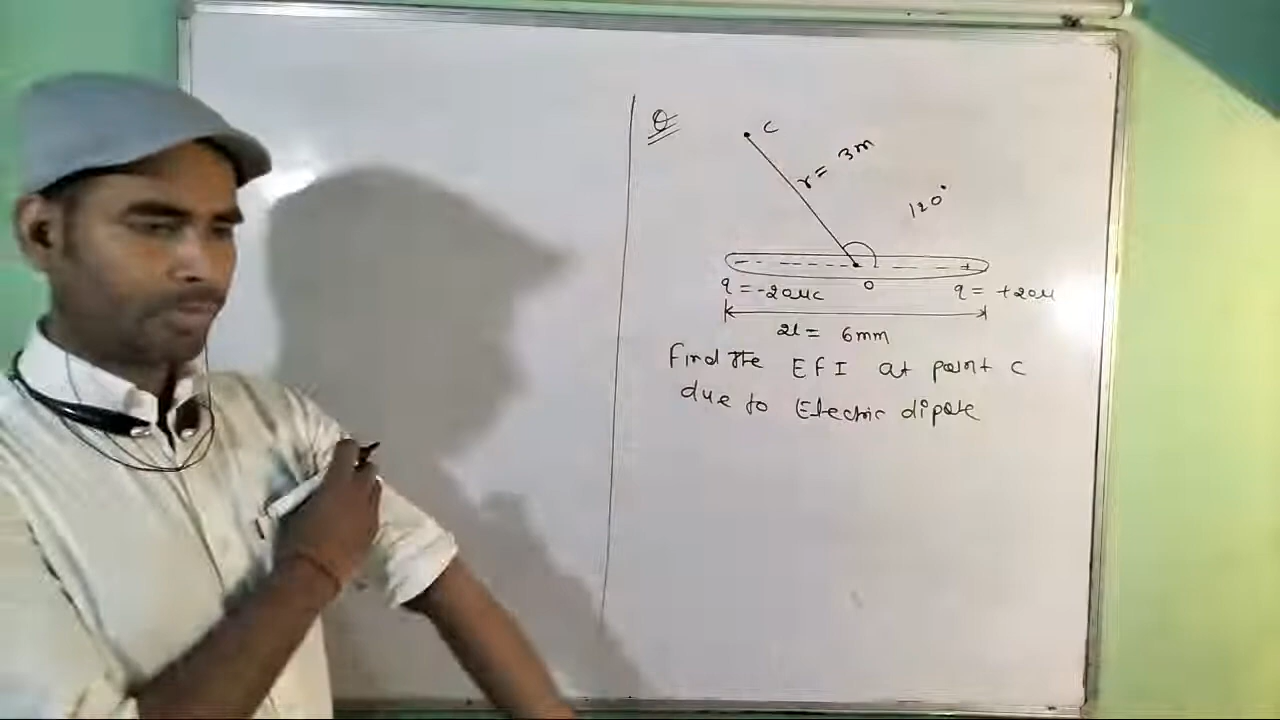 Q
C
r = 3m
120°
- +
O
q = -20μc q = +20μ
2l = 6mm
Find the EFI at point C
due to Electric dipole